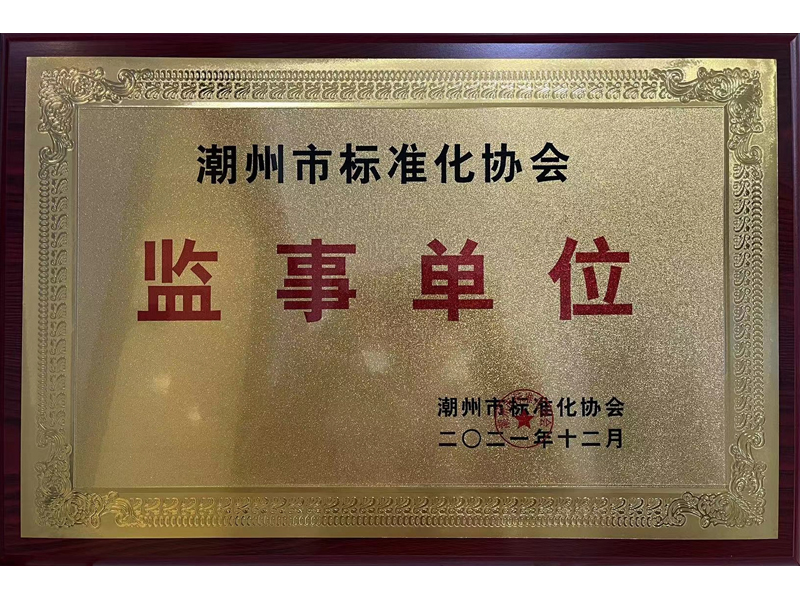 潮州市标准化协会
监事单位
潮州市标准化协会
二〇二一年十二月